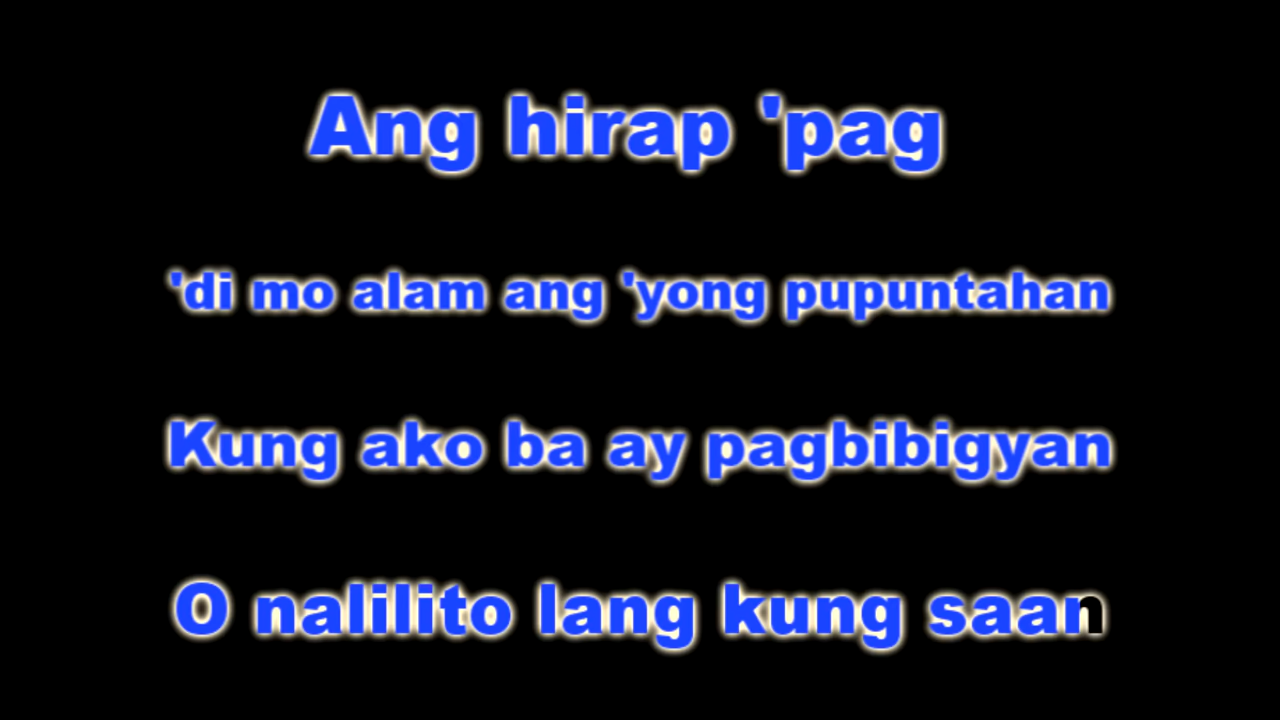 Ang hirap 'pag
'di mo alam ang 'yong pupuntahan
Kung ako ba ay pagbibigyan
O nalilito lang kung saan